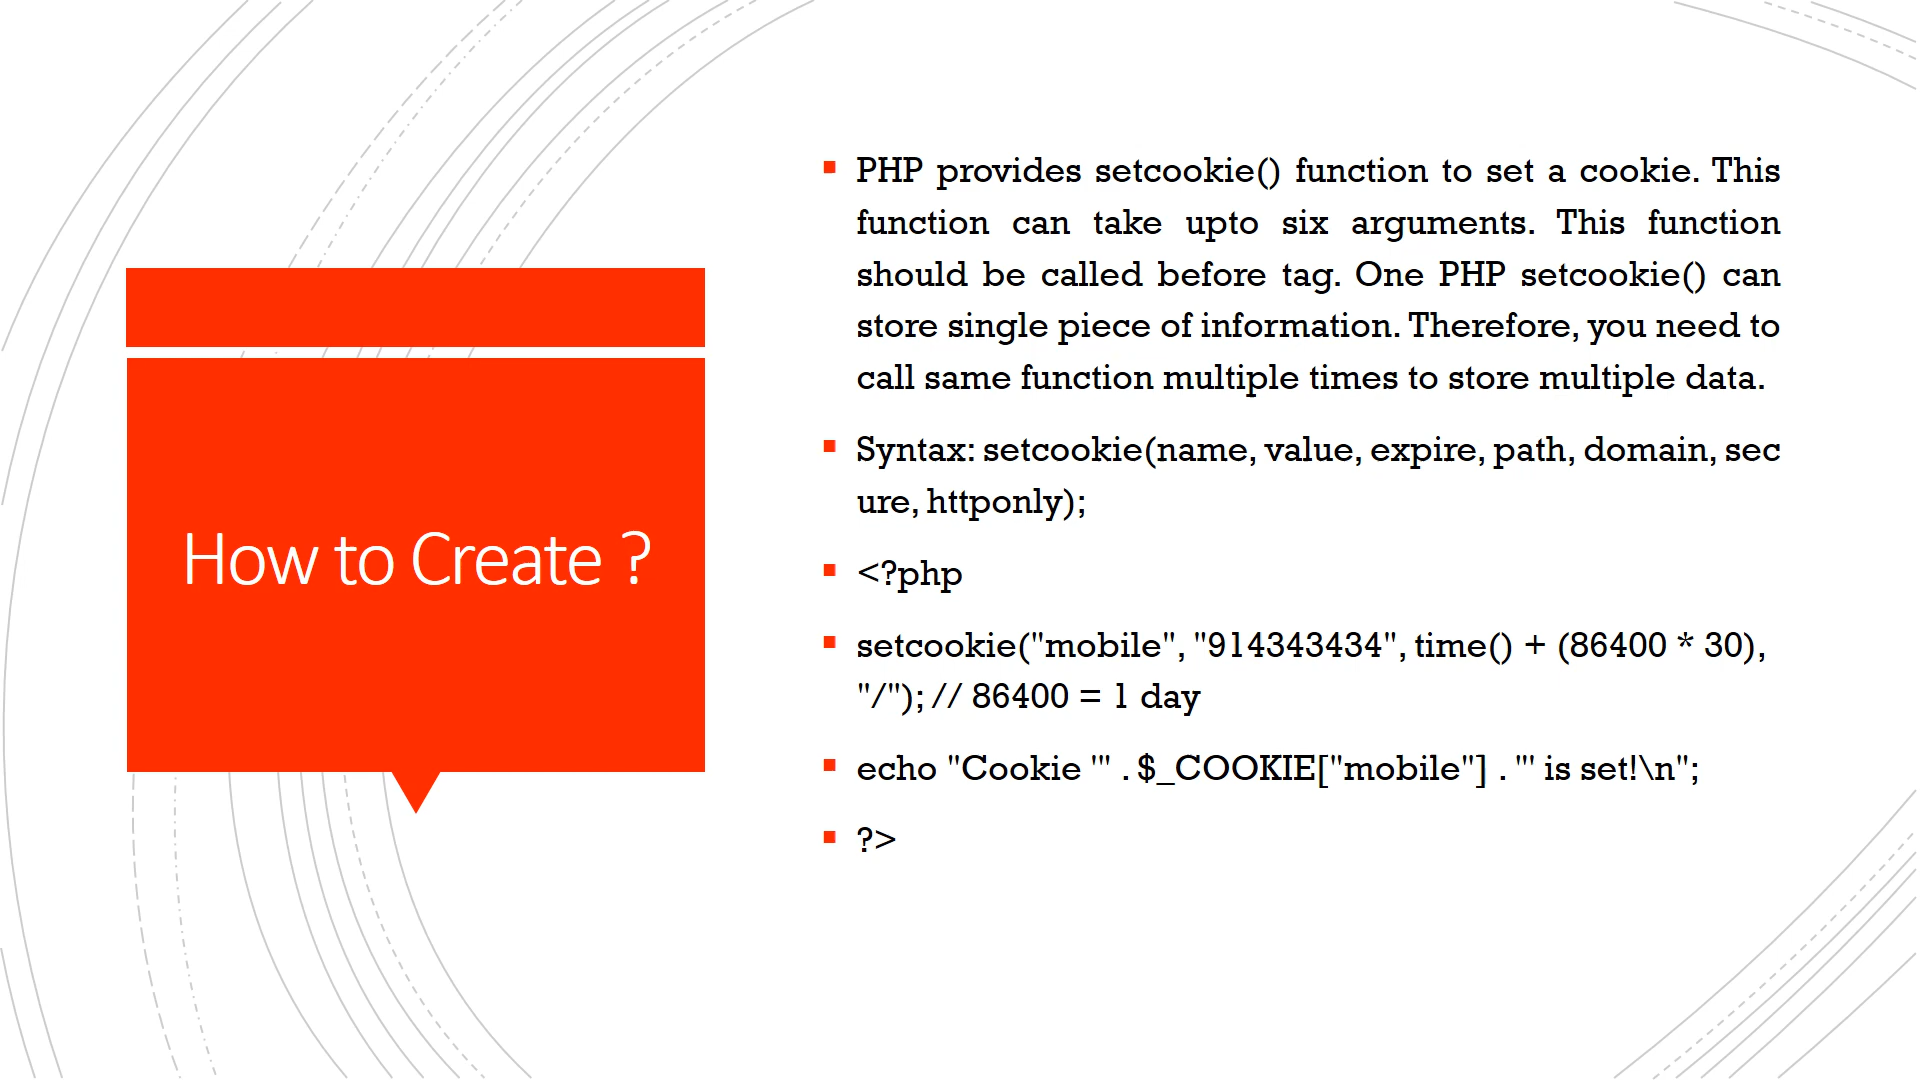 How to Create ?
PHP provides setcookie() function to set a cookie. This
function can take upto six arguments. This function
should be called before tag. One PHP setcookie() can
store single piece of information. Therefore, you need to
call same function multiple times to store multiple data.
Syntax: setcookie(name, value, expire, path, domain, sec
ure, httponly);
<?php
setcookie("mobile", "914343434", time() + (86400 * 30),
"/"); // 86400 = 1 day
echo "Cookie '" . $_COOKIE["mobile"] . "' is set!\n";
?>